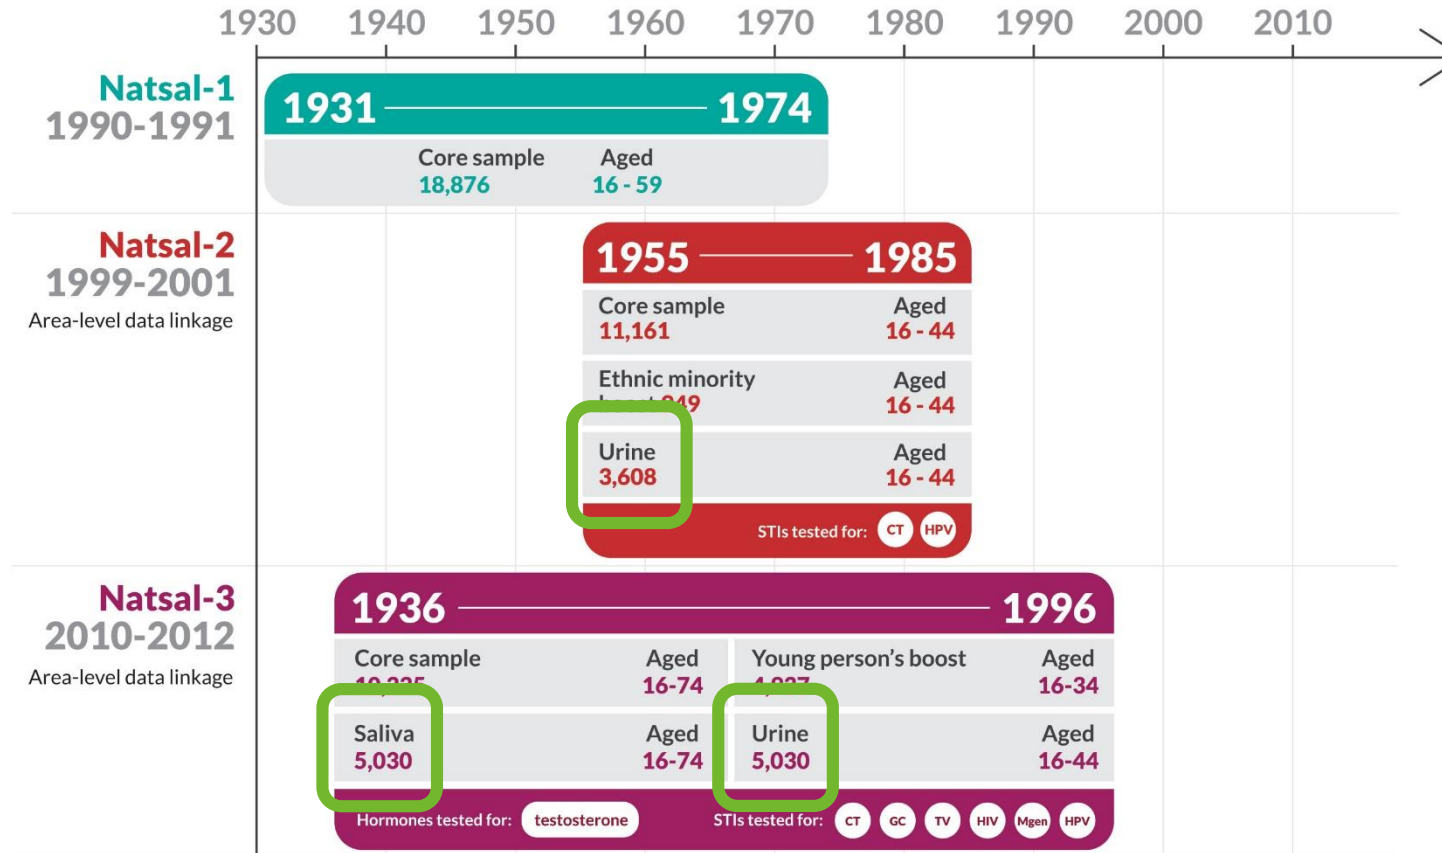 1930 1940 1950 1960 1970 1980 1990 2000 2010
Natsal-1
1990-1991
1931 1974
Core sample Aged
18,876 16 - 59
Natsal-2
1999-2001
Area-level data linkage
1955 1985
Core sample Aged
11,161 16 - 44
Ethnic minority Aged
949 16 - 44
Urine Aged
3,608 16 - 44
STIs tested for: CT HPV
Natsal-3
2010-2012
Area-level data linkage
1936 1996
Core sample Aged Young person's boost Aged
16-74 16-34
Saliva Aged Urine Aged
5,030 16-74 5,030 16-44
Hormones tested for: testosterone STIs tested for: CT GC TV HIV Mgen HPV